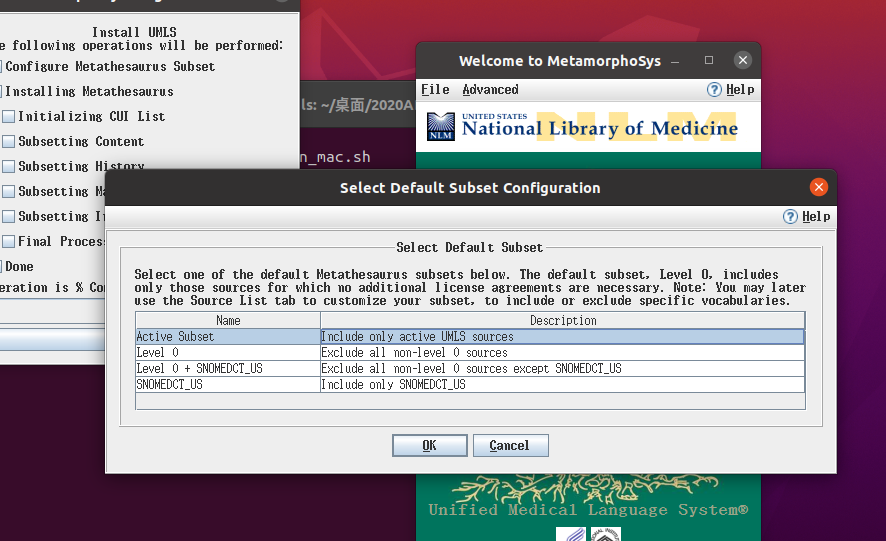 Install UMLS
e following operations will be performed:
Configure Metathesaurus Subset
Installing Metathesaurus
Initializing CUI List
Subsetting Content
Subsetting History
Subsetting Ma
Subsetting I
Final Proces
Done
eration is % Co
ls: ~/桌面/2020A
n_mac.sh
Welcome to MetamorphoSys
File Advanced Help
UNITED STATES
National Library of Medicine
NLM
NLM
Select Default Subset Configuration
Help
Select Default Subset
Select one of the default Metathesaurus subsets below. The default subset, Level 0, includes
only those sources for which no additional license agreements are necessary. Note: You may later
use the Source List tab to customize your subset, to include or exclude specific vocabularies.
Name Description
Active Subset Include only active UMLS sources
Level 0 Exclude all non-level 0 sources
Level 0 + SNOMEDCT_US Exclude all non-level 0 sources except SNOMEDCT_US
SNOMEDCT_US Include only SNOMEDCT_US
OK Cancel
Unified Medical Language System®